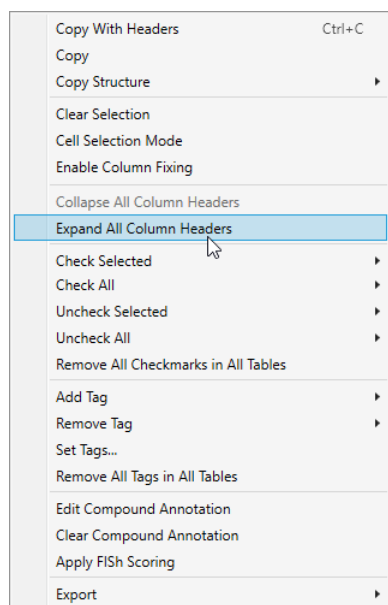 Copy With Headers Ctrl+C
Copy
Copy Structure
Clear Selection
Cell Selection Mode
Enable Column Fixing
Collapse All Column Headers
Expand All Column Headers
Check Selected
Check All
Uncheck Selected
Uncheck All
Remove All Checkmarks in All Tables
Add Tag
Remove Tag
Set Tags...
Remove All Tags in All Tables
Edit Compound Annotation
Clear Compound Annotation
Apply FISh Scoring
Export